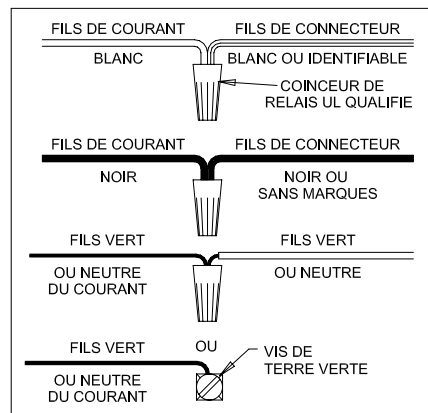 FILS DE COURANT FILS DE CONNECTEUR
BLANC BLANC OU IDENTIFIABLE
COINCEUR DE
RELAIS UL QUALIFIE
FILS DE COURANT FILS DE CONNECTEUR
NOIR NOIR OU
SANS MARQUES
FILS VERT FILS VERT
OU NEUTRE OU NEUTRE
DU COURANT
FILS VERT OU
VIS DE
TERRE VERTE
OU NEUTRE
DU COURANT